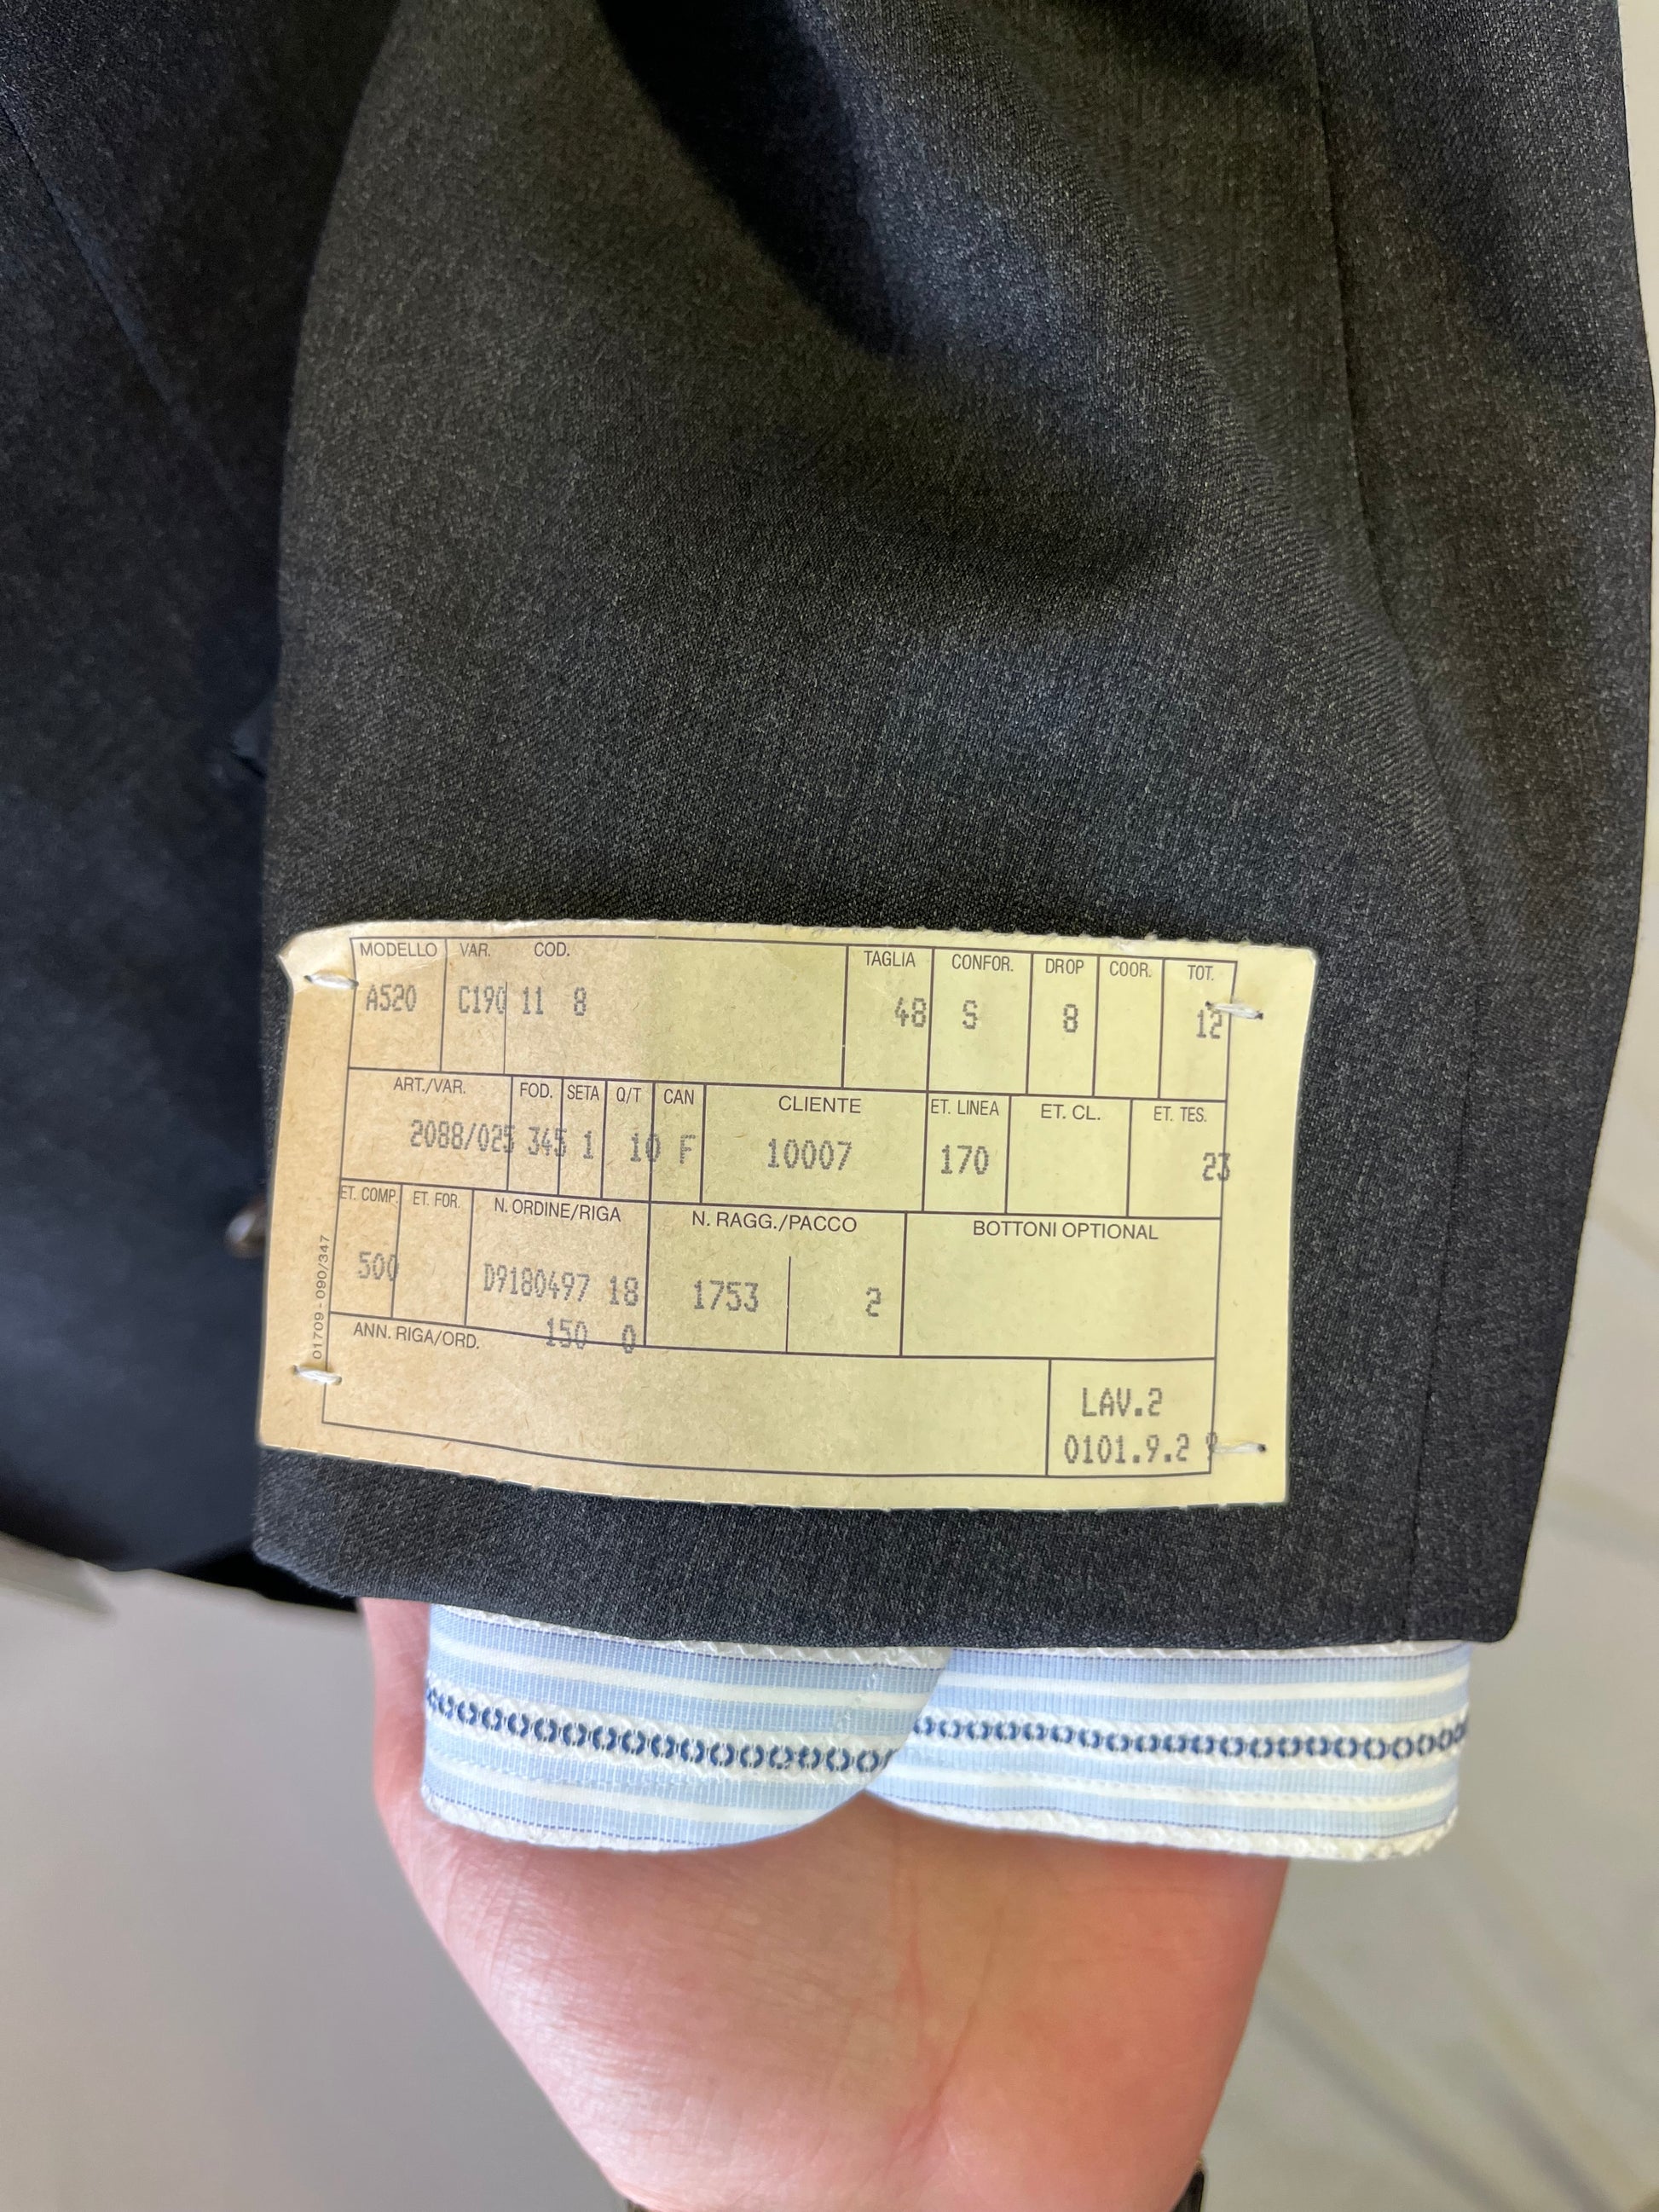 MODELLO VAR. COD. TAGLIA CONFOR. DROP COOR. TOT.
A520 C190 11 8 48 S 8 12
ART./VAR. FOD. SETA Q/T CAN CLIENTE ET. LINEA ET. CL. ET. TES.
2088/025 345 1 10 F 10007 170 23
ET. COMP. ET. FOR. N. ORDINE/RIGA N. RAGG./PACCO BOTTONI OPTIONAL
500 D9180497 18 1753 2
150 0
ANN. RIGA/ORD.
LAV.2
0101.9.2
01709 - 090/347